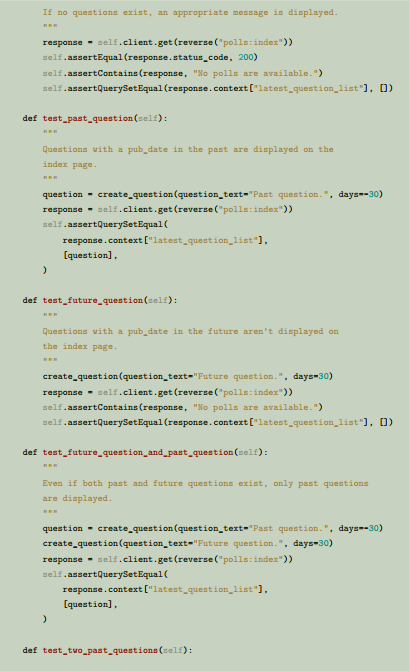 If no questions exist, an appropriate message is displayed.
"""
response = self.client.get(reverse("polls:index"))
self.assertEqual(response.status_code, 200)
self.assertContains(response, "No polls are available.")
self.assertQuerySetEqual(response.context["latest_question_list"], [])
def test_past_question(self):
"""
Questions with a pub_date in the past are displayed on the
index page.
"""
question = create_question(question_text="Past question.", days=-30)
response = self.client.get(reverse("polls:index"))
self.assertQuerySetEqual(
response.context["latest_question_list"],
[question],
)
def test_future_question(self):
"""
Questions with a pub_date in the future aren't displayed on
the index page.
"""
create_question(question_text="Future question.", days=30)
response = self.client.get(reverse("polls:index"))
self.assertContains(response, "No polls are available.")
self.assertQuerySetEqual(response.context["latest_question_list"], [])
def test_future_question_and_past_question(self):
"""
Even if both past and future questions exist, only past questions
are displayed.
"""
question = create_question(question_text="Past question.", days=-30)
create_question(question_text="Future question.", days=30)
response = self.client.get(reverse("polls:index"))
self.assertQuerySetEqual(
response.context["latest_question_list"],
[question],
)
def test_two_past_questions(self):